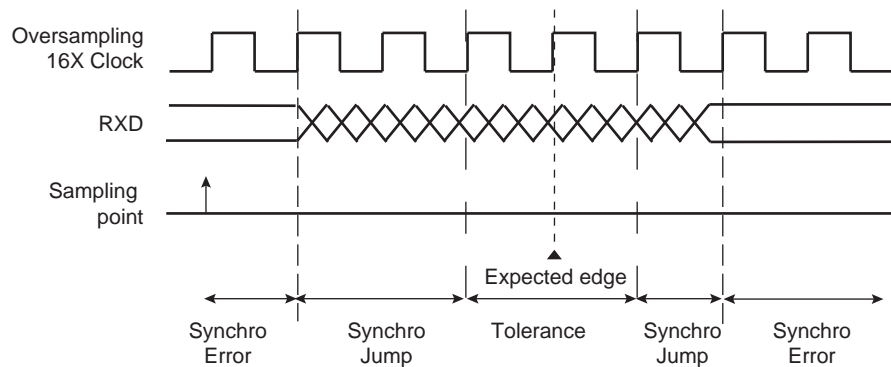 Oversampling
16X Clock
RXD
Sampling
point
Expected edge
Synchro
Error
Synchro
Jump
Tolerance
Synchro
Jump
Synchro
Error